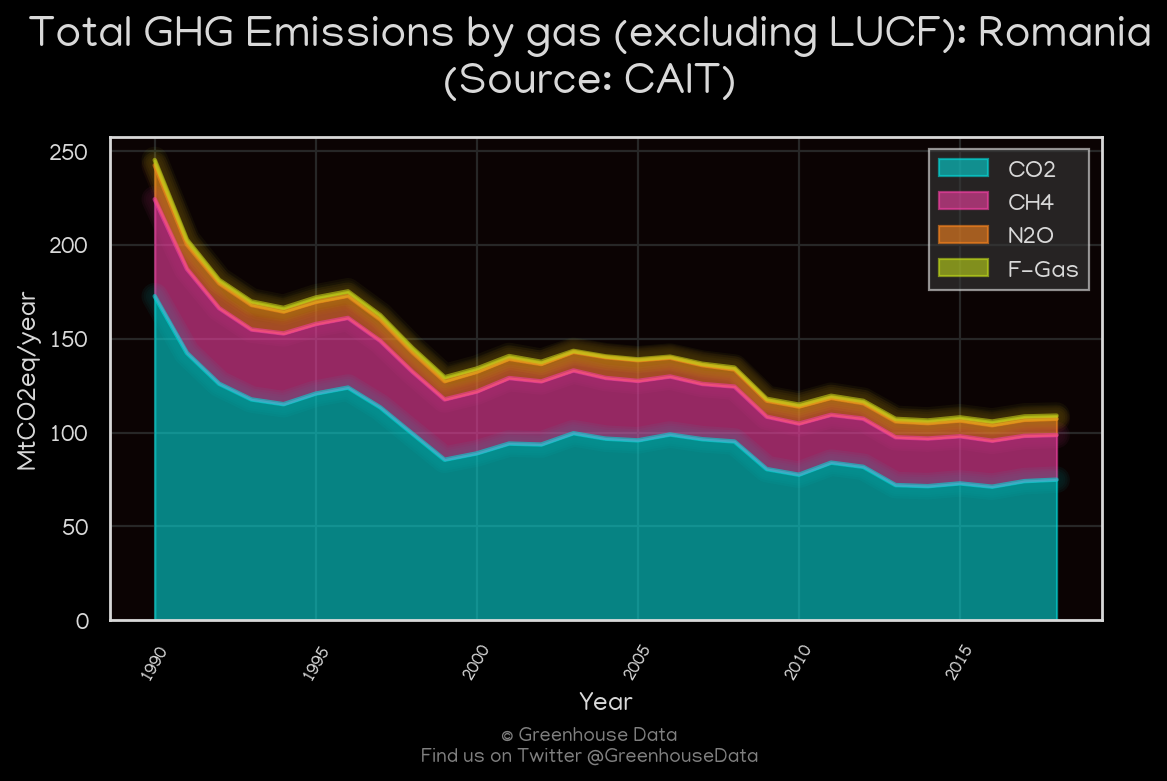 Total GHG Emissions by gas (excluding LUCF): Romania
(Source: CAIT)
250
200
150
100
50
0
MtCO2eq/year
CO2
CH4
N2O
F-Gas
1990
1995
2000
2005
2010
2015
Year
© Greenhouse Data
Find us on Twitter @GreenhouseData